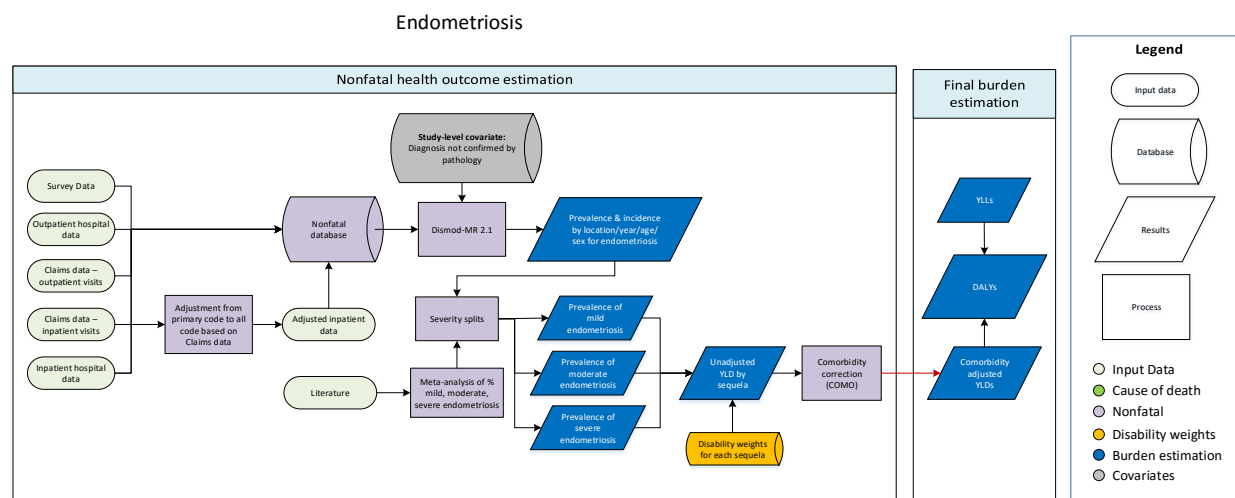 Endometriosis
Nonfatal health outcome estimation
Final burden
estimation
Legend
Input data
Database
Results
Process
Input Data
Cause of death
Nonfatal
Disability weights
Burden estimation
Covariates
Study-level covariate:
Diagnosis not confirmed by
pathology
Survey Data
Outpatient hospital
data
Claims data –
outpatient visits
Claims data –
inpatient visits
Inpatient hospital
data
Adjustment from
primary code to all
code based on
Claims data
Adjusted inpatient
data
Nonfatal
database
Dismod-MR 2.1
Prevalence & incidence
by location/year/age/
sex for endometriosis
Severity splits
Literature
Meta-analysis of %
mild, moderate,
severe endometriosis
Prevalence of
mild
endometriosis
Prevalence of
moderate
endometriosis
Prevalence of
severe
endometriosis
Unadjusted
YLD by
sequela
Disability weights
for each sequela
Comorbidity
correction
(COMO)
YLLs
DALYs
Comorbidity
adjusted
YLDs